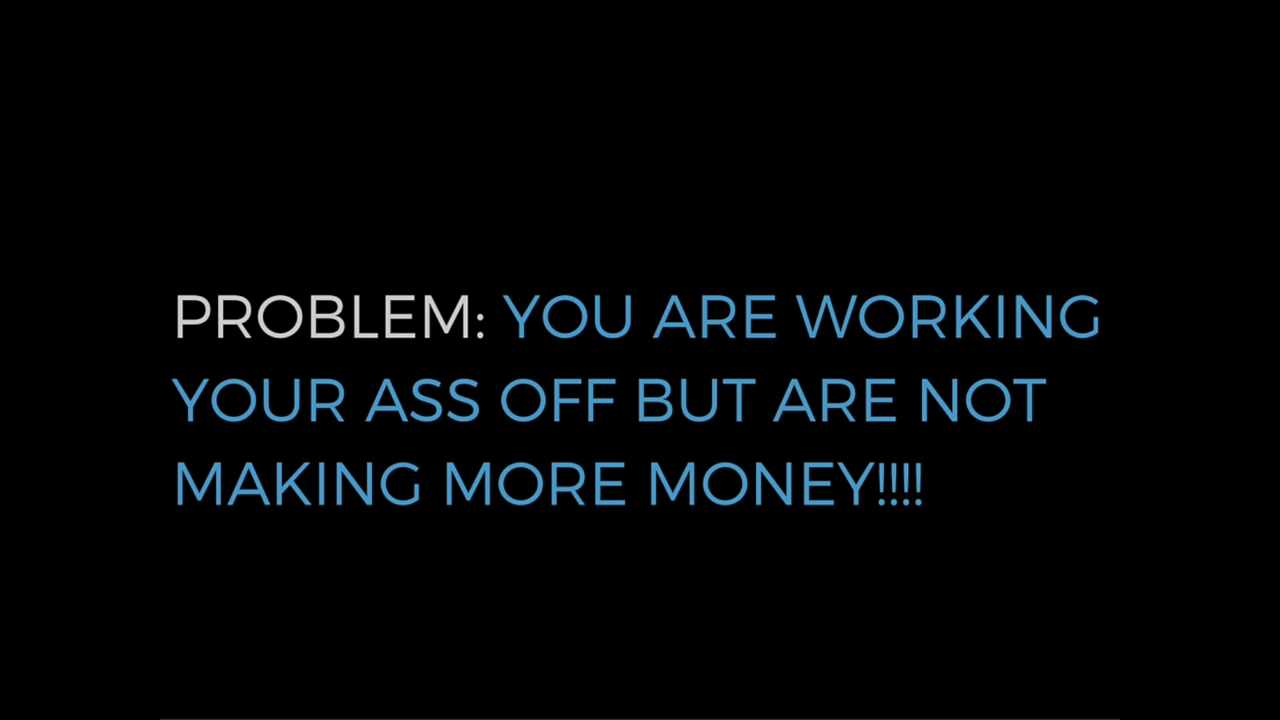 PROBLEM: YOU ARE WORKING
YOUR ASS OFF BUT ARE NOT
MAKING MORE MONEY!!!!